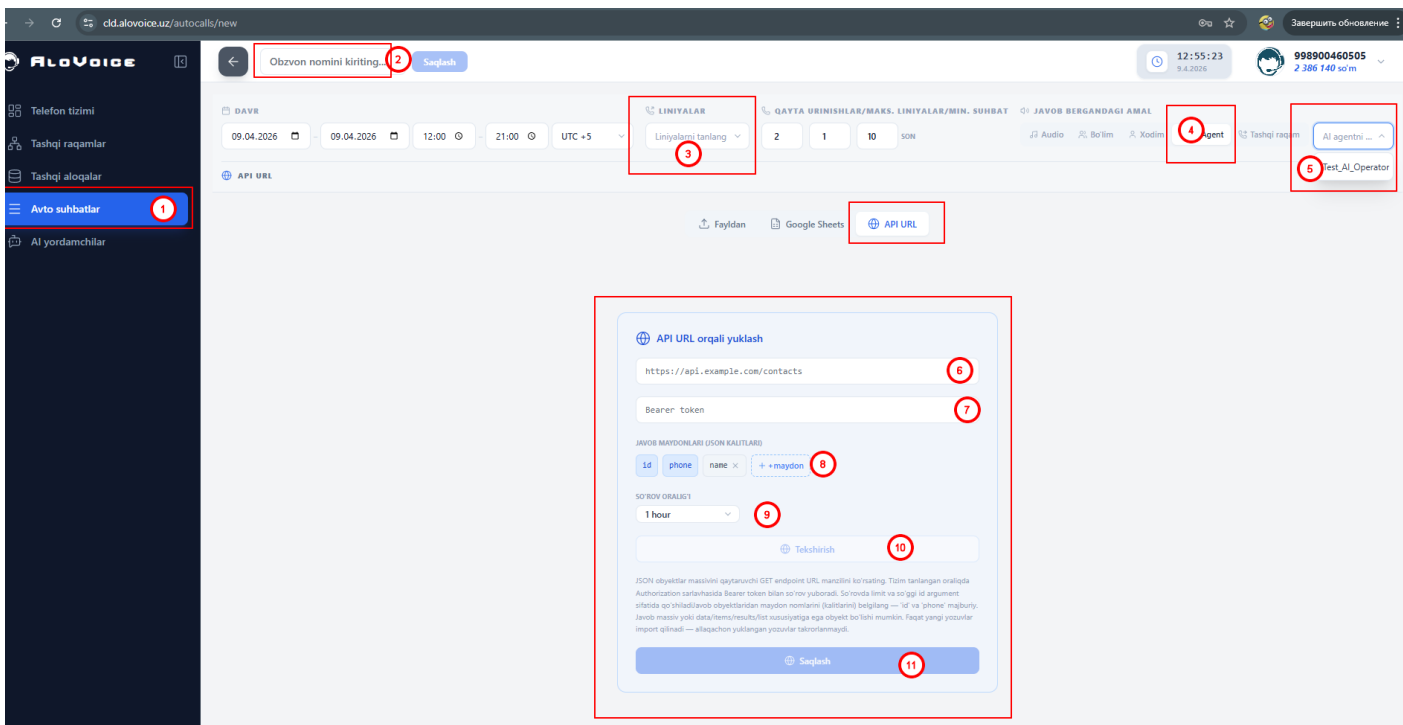 cld.alovoice.uz/autocalls/new
Завершить обновление
ALOVOICE
Obzvon nomini kiriting...
2
Saqlash
12:55:23
9.4.2026
998900460505
2 386 140 so'm
Telefon tizimi
Tashqi raqamlar
Tashqi aloqalar
Avto suhbatlar
1
AI yordamchilar
DAVR
LINIYALAR
QAYTA URINISHLAR/MAKS. LINIYALAR/MIN. SUHBAT
JAVOB BERGANDAGI AMAL
09.04.2026 - 09.04.2026 12:00 - 21:00 UTC +5
Liniyalarni tanlang
3
2 1 10 SON
Audio Bo'lim Xodim 4 Agent Tashqi raqam
AI agentni ...
5 Test_AI_Operator
API URL
Fayldan Google Sheets API URL
API URL orqali yuklash
https://api.example.com/contacts 6
Bearer token 7
JAVOB MAYDONLARI (JSON KALITLARI)
id phone name × + +maydon 8
SO'ROV ORALIG'I
1 hour 9
Tekshirish 10
JSON obyektlar massivini qaytaruvchi GET endpoint URL manzilini ko'rsating. Tizim tanlangan oraliqda
Authorization sarlavhasida Bearer token bilan so'rov yuboradi. So'rovda limit va so'ggi id argument
sifatida qo'shiladiJavob obyektlaridan maydon nomlarini (kalitlarini) belgilang — 'id' va 'phone' majburiy.
Javob massiv yoki data/items/results/list xususiyatiga ega obyekt bo'lishi mumkin. Faqat yangi yozuvlar
import qilinadi — allaqachon yuklangan yozuvlar takrorlanmaydi.
Saqlash 11